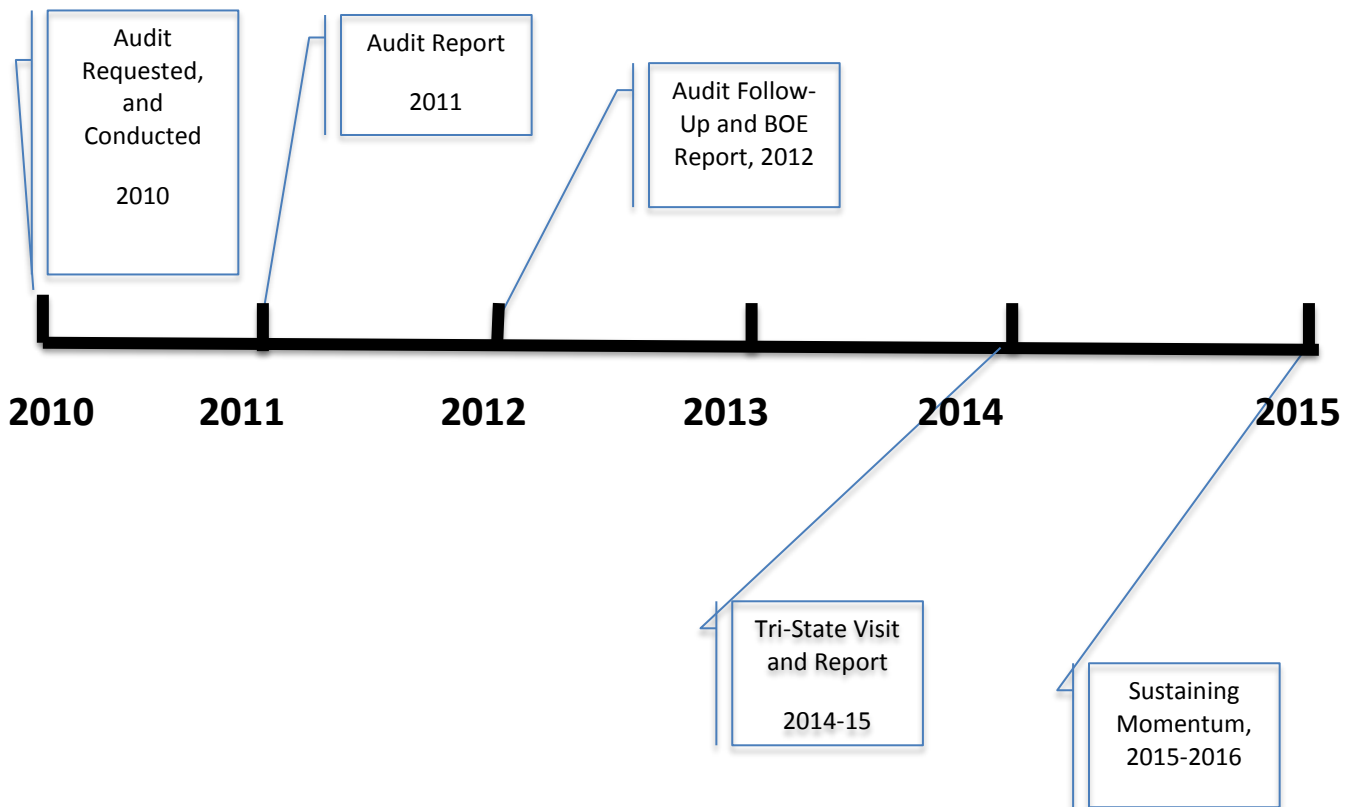 Audit
Requested,
and
Conducted
2010
Audit Report
2011
Audit Follow-
Up and BOE
Report, 2012
2010
2011
2012
2013
2014
2015
Tri-State Visit
and Report
2014-15
Sustaining
Momentum,
2015-2016